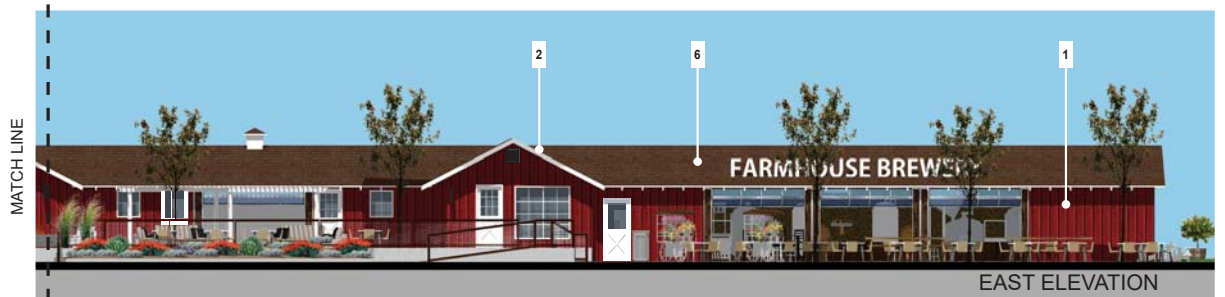 2
6
1
FARMHOUSE BREWERY
MATCH LINE
EAST ELEVATION